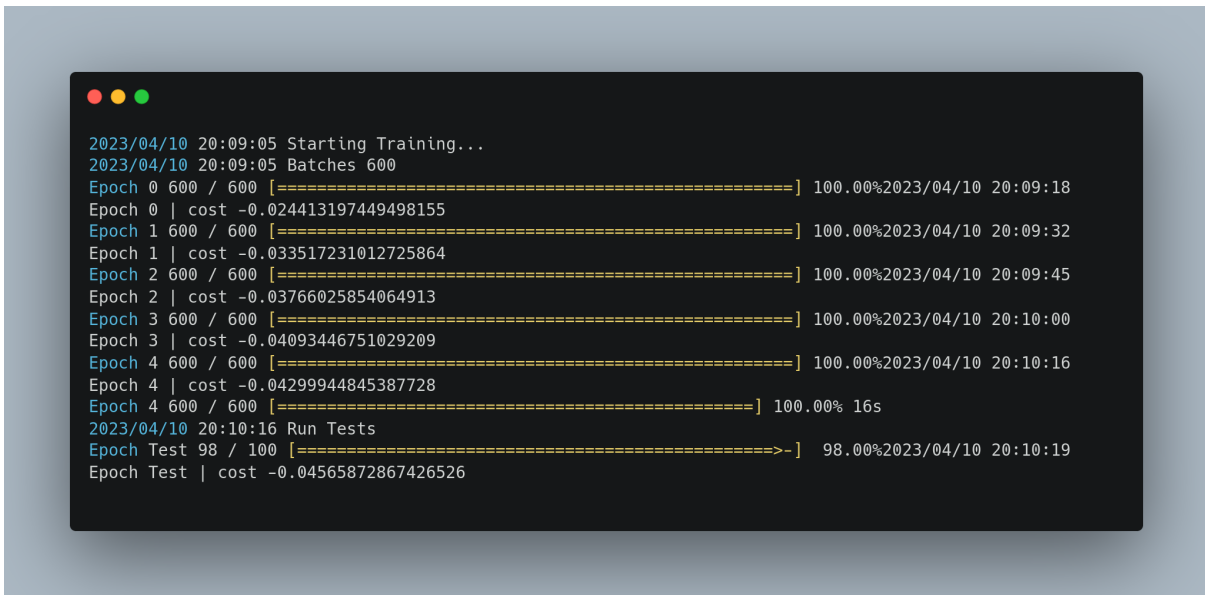 2023/04/10 20:09:05 Starting Training...
2023/04/10 20:09:05 Batches 600
Epoch 0 600 / 600 [====================================================] 100.00%2023/04/10 20:09:18
Epoch 0 | cost -0.024413197449498155
Epoch 1 600 / 600 [====================================================] 100.00%2023/04/10 20:09:32
Epoch 1 | cost -0.033517231012725864
Epoch 2 600 / 600 [====================================================] 100.00%2023/04/10 20:09:45
Epoch 2 | cost -0.03766025854064913
Epoch 3 600 / 600 [====================================================] 100.00%2023/04/10 20:10:00
Epoch 3 | cost -0.04093446751029209
Epoch 4 600 / 600 [====================================================] 100.00%2023/04/10 20:10:16
Epoch 4 | cost -0.04299944845387728
Epoch 4 600 / 600 [================================================] 100.00% 16s
2023/04/10 20:10:16 Run Tests
Epoch Test 98 / 100 [================================================>-]  98.00%2023/04/10 20:10:19
Epoch Test | cost -0.04565872867426526